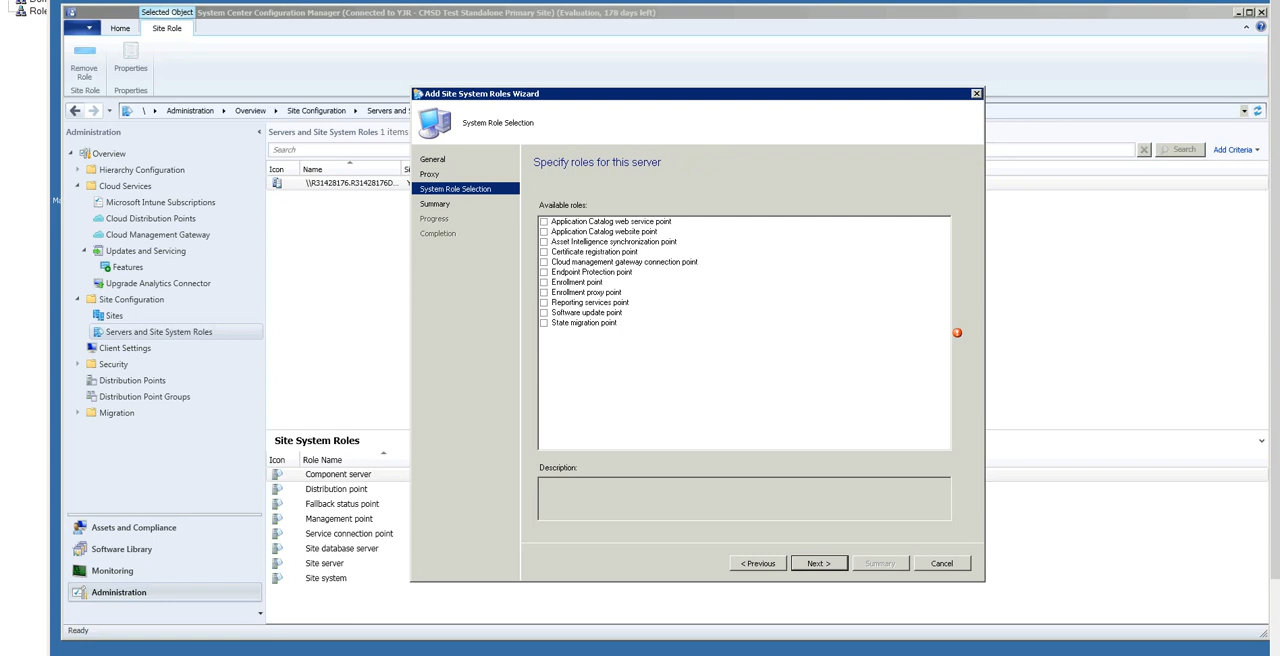 Role
Selected Object System Center Configuration Manager (Connected to YJR - CMSD Test Standalone Primary Site) (Evaluation, 178 days left)
Home Site Role
Remove Role
Properties
Site Role Properties
\ Administration Overview Site Configuration Servers and S
Administration
Overview
Hierarchy Configuration
Cloud Services
Microsoft Intune Subscriptions
Cloud Distribution Points
Cloud Management Gateway
Updates and Servicing
Features
Upgrade Analytics Connector
Site Configuration
Sites
Servers and Site System Roles
Client Settings
Security
Distribution Points
Distribution Point Groups
Migration
Assets and Compliance
Software Library
Monitoring
Administration
Ready
Servers and Site System Roles 1 items
Search
Search
Add Criteria
Icon Name Si
\\R31428176.R31428176D...
Site System Roles
Icon Role Name
Component server
Distribution point
Fallback status point
Management point
Service connection point
Site database server
Site server
Site system
Add Site System Roles Wizard
System Role Selection
General
Proxy
System Role Selection
Summary
Progress
Completion
Specify roles for this server
Available roles:
Application Catalog web service point
Application Catalog website point
Asset Intelligence synchronization point
Certificate registration point
Cloud management gateway connection point
Endpoint Protection point
Enrollment point
Enrollment proxy point
Reporting services point
Software update point
State migration point
Description:
< Previous Next > Summary Cancel